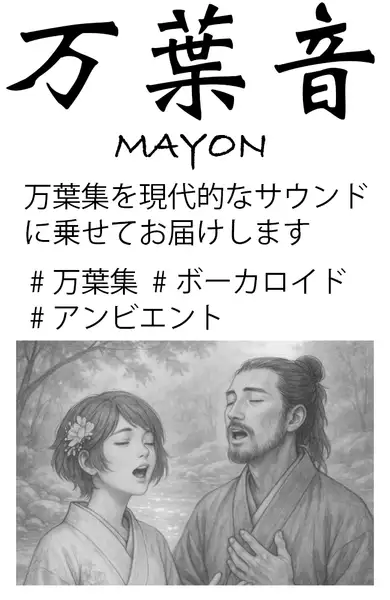 万葉音
MAYON
万葉集を現代的なサウンド
に乗せてお届けします
#万葉集 #ボーカロイド
#アンビエント